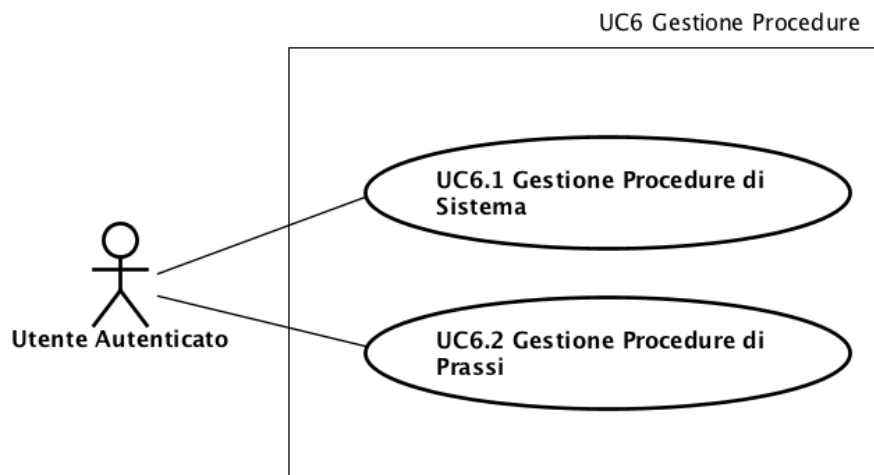 UC6 Gestione Procedure
UC6.1 Gestione Procedure di
Sistema
Utente Autenticato
UC6.2 Gestione Procedure di
Prassi